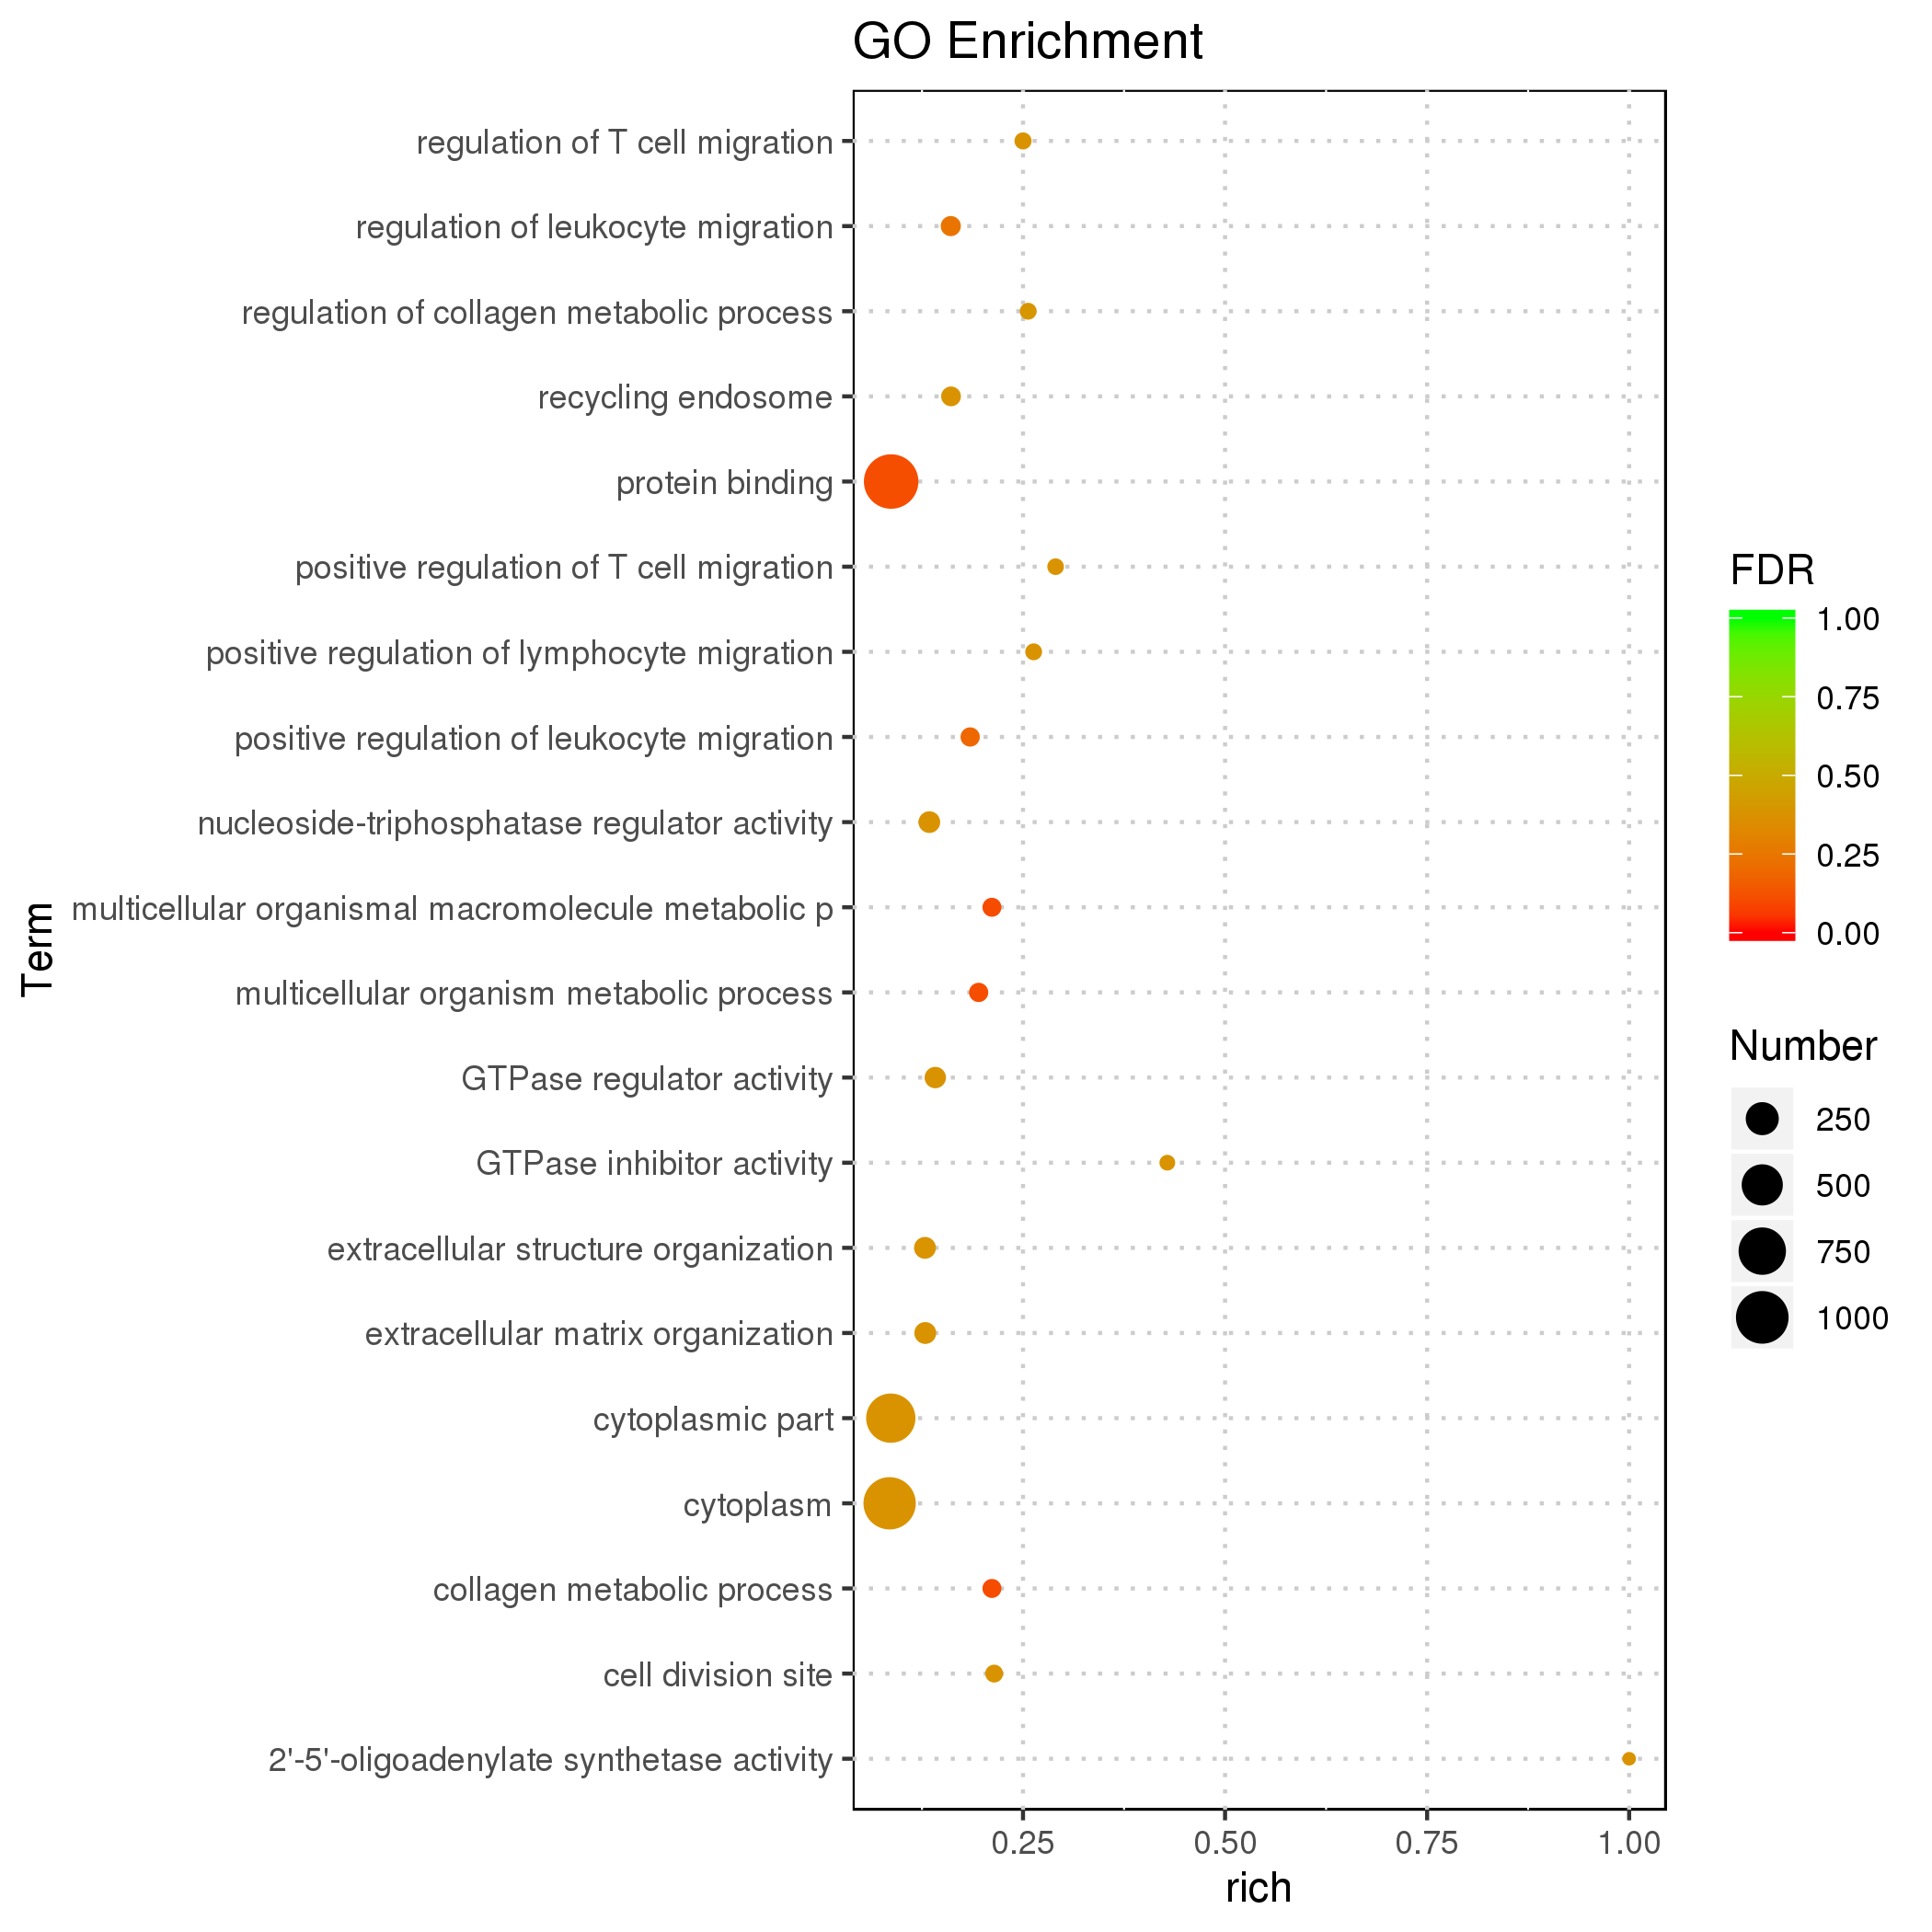 GO Enrichment
regulation of T cell migration
regulation of leukocyte migration
regulation of collagen metabolic process
recycling endosome
protein binding
positive regulation of T cell migration
positive regulation of lymphocyte migration
positive regulation of leukocyte migration
nucleoside-triphosphatase regulator activity
multicellular organismal macromolecule metabolic p
multicellular organism metabolic process
GTPase regulator activity
GTPase inhibitor activity
extracellular structure organization
extracellular matrix organization
cytoplasmic part
cytoplasm
collagen metabolic process
cell division site
2'-5'-oligoadenylate synthetase activity
Term
0.25 0.50 0.75 1.00
rich
FDR
1.00
0.75
0.50
0.25
0.00
Number
250
500
750
1000